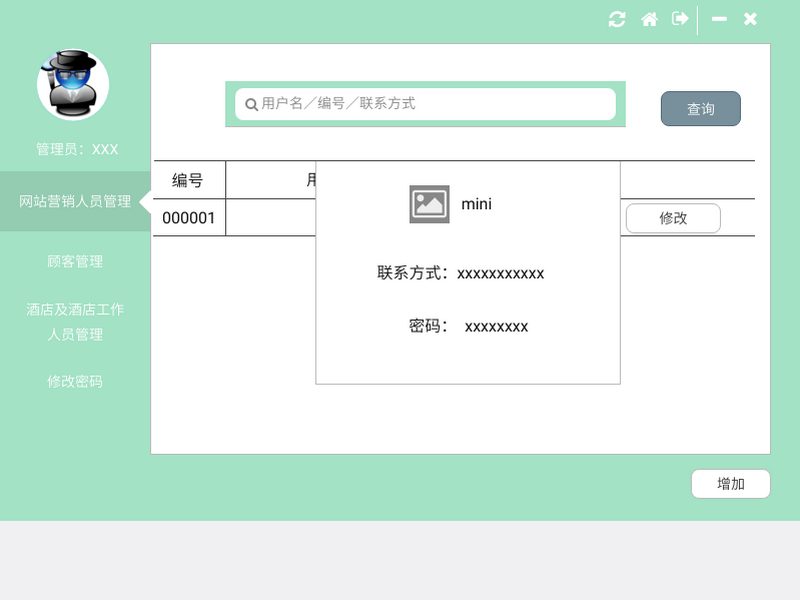 管理员：XXX
网站营销人员管理
顾客管理
酒店及酒店工作
人员管理
修改密码
用户名／编号／联系方式
查询
编号
000001
修改
mini
联系方式：xxxxxxxxxxx
密码： xxxxxxxx
增加